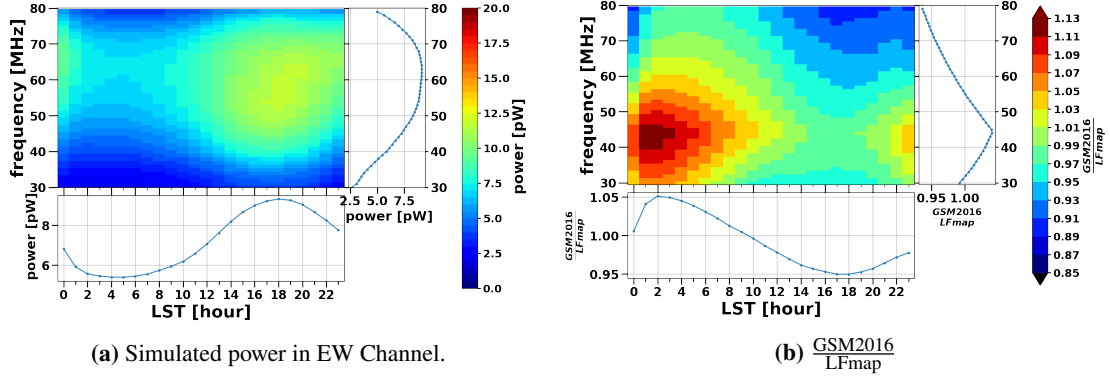 80
70
60
50
40
30
frequency [MHz]
80
70
60
50
40
30
2.5 5.0 7.5
power [pW]
8
6
power [pW]
0 2 4 6 8 10 12 14 16 18 20 22
LST [hour]
20.0
17.5
15.0
12.5
10.0
7.5
5.0
2.5
0.0
power [pW]
(a) Simulated power in EW Channel.
80
70
60
50
40
30
frequency [MHz]
80
70
60
50
40
30
0.95 1.00
GSM2016
LFmap
1.05
1.00
0.95
GSM2016
LFmap
0 2 4 6 8 10 12 14 16 18 20 22
LST [hour]
1.13
1.11
1.09
1.07
1.05
1.03
1.01
0.99
0.97
0.95
0.93
0.91
0.89
0.87
0.85
GSM2016
LFmap
(b) GSM2016
LFmap